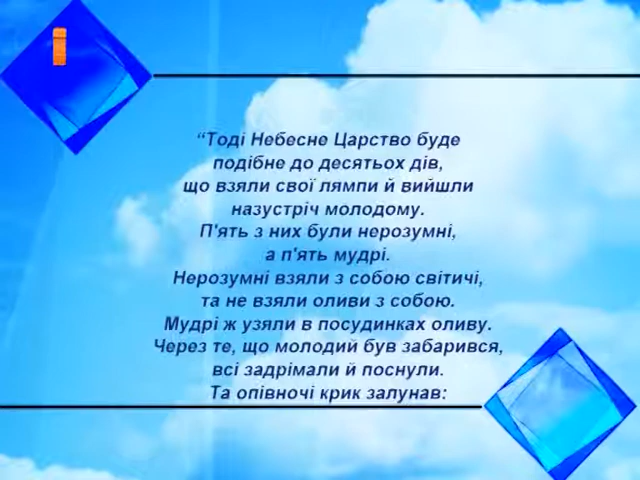 “Тоді Небесне Царство буде
подібне до десятьох дів,
що взяли свої лямпи й вийшли
назустріч молодому.
П'ять з них були нерозумні,
а п'ять мудрі.
Нерозумні взяли з собою світичі,
та не взяли оливи з собою.
Мудрі ж узяли в посудинках оливу.
Через те, що молодий був забарився,
всі задрімали й поснули.
Та опівночі крик залунав: